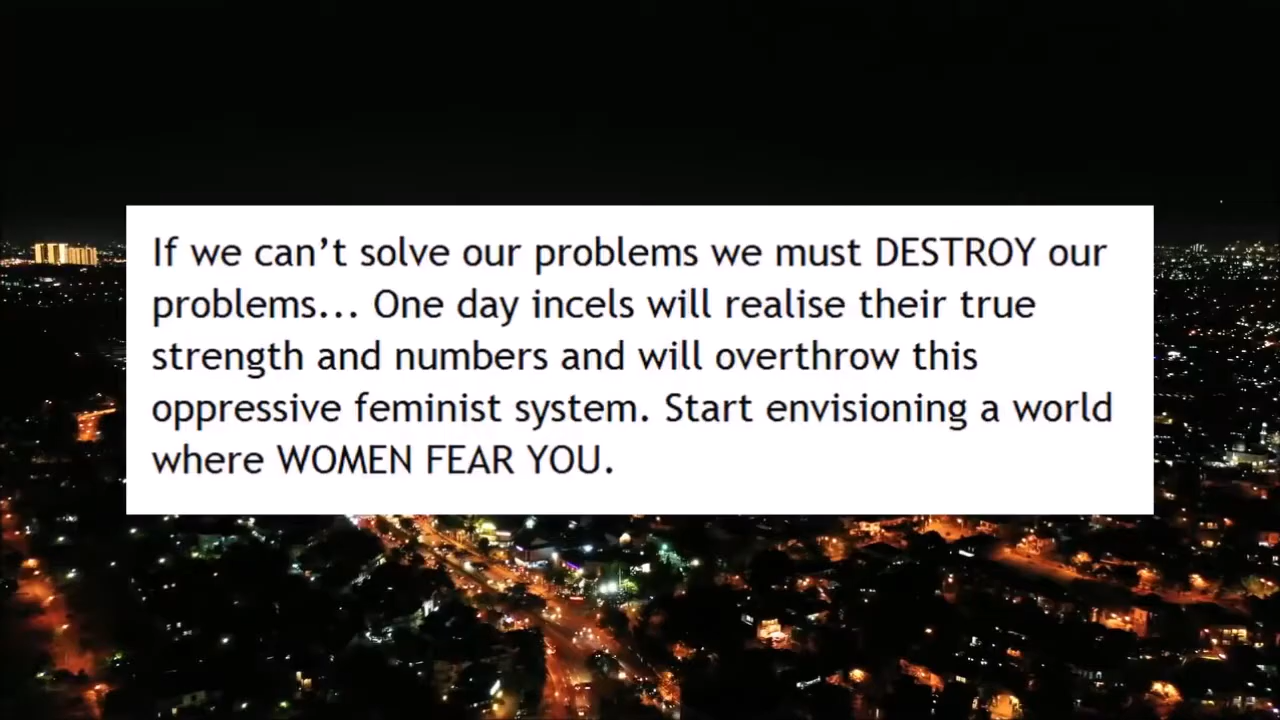 If we can’t solve our problems we must DESTROY our
problems... One day incels will realise their true
strength and numbers and will overthrow this
oppressive feminist system. Start envisioning a world
where WOMEN FEAR YOU.